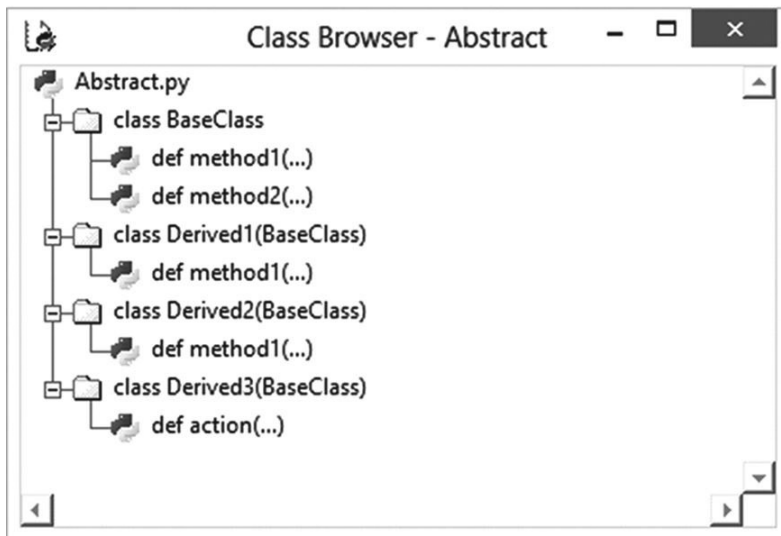 Class Browser - Abstract
Abstract.py
class BaseClass
def method1(...)
def method2(...)
class Derived1(BaseClass)
def method1(...)
class Derived2(BaseClass)
def method1(...)
class Derived3(BaseClass)
def action(...)